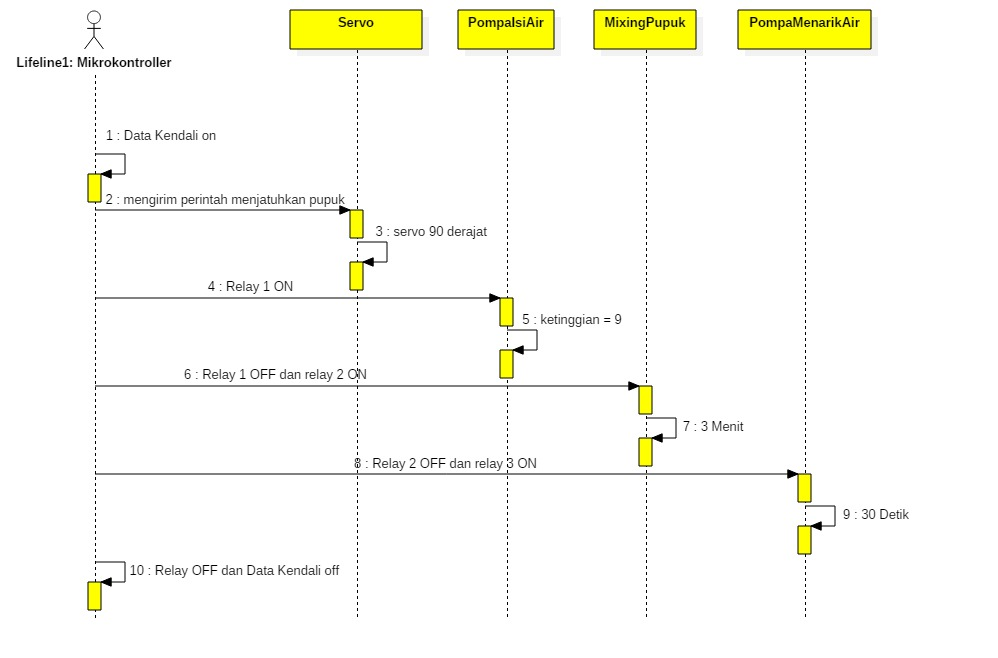 Servo
PompaIsiAir
MixingPupuk
PompaMenarikAir
Lifeline1: Mikrokontroller
1 : Data Kendali on
2 : mengirim perintah menjatuhkan pupuk
3 : servo 90 derajat
4 : Relay 1 ON
5 : ketinggian = 9
6 : Relay 1 OFF dan relay 2 ON
7 : 3 Menit
8 : Relay 2 OFF dan relay 3 ON
9 : 30 Detik
10 : Relay OFF dan Data Kendali off